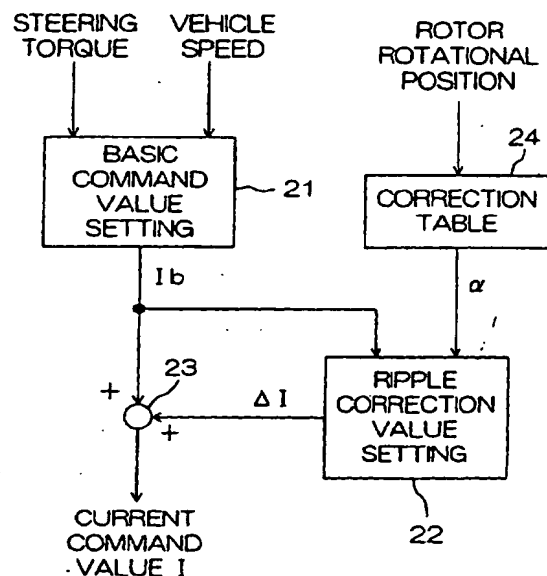 STEERING
TORQUE
VEHICLE
SPEED
ROTOR
ROTATIONAL
POSITION
BASIC
COMMAND
VALUE
SETTING
21
24
CORRECTION
TABLE
Ib
α
23
+
+
ΔI
RIPPLE
CORRECTION
VALUE
SETTING
22
CURRENT
COMMAND
VALUE I